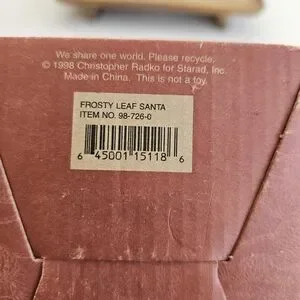 We share one world. Please recycle.
© 1998 Christopher Radko for Starad, Inc.
Made in China. This is not a toy.
FROSTY LEAF SANTA
ITEM NO. 98-726-0
6 45001 15118 6